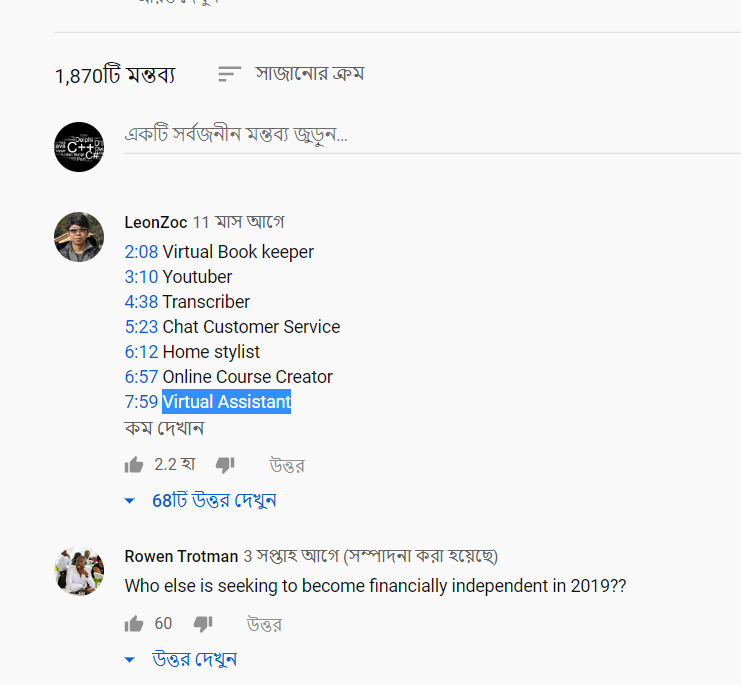 1,870টি মন্তব্য
সাজানোর ক্রম
একটি সর্বজনীন মন্তব্য জুড়ুন...
LeonZoc 11 মাস আগে
2:08 Virtual Book keeper
3:10 Youtuber
4:38 Transcriber
5:23 Chat Customer Service
6:12 Home stylist
6:57 Online Course Creator
7:59 Virtual Assistant
কম দেখান
2.2 হা উত্তর
68টি উত্তর দেখুন
Rowen Trotman 3 সপ্তাহ আগে (সম্পাদনা করা হয়েছে)
Who else is seeking to become financially independent in 2019??
60 উত্তর
উত্তর দেখুন